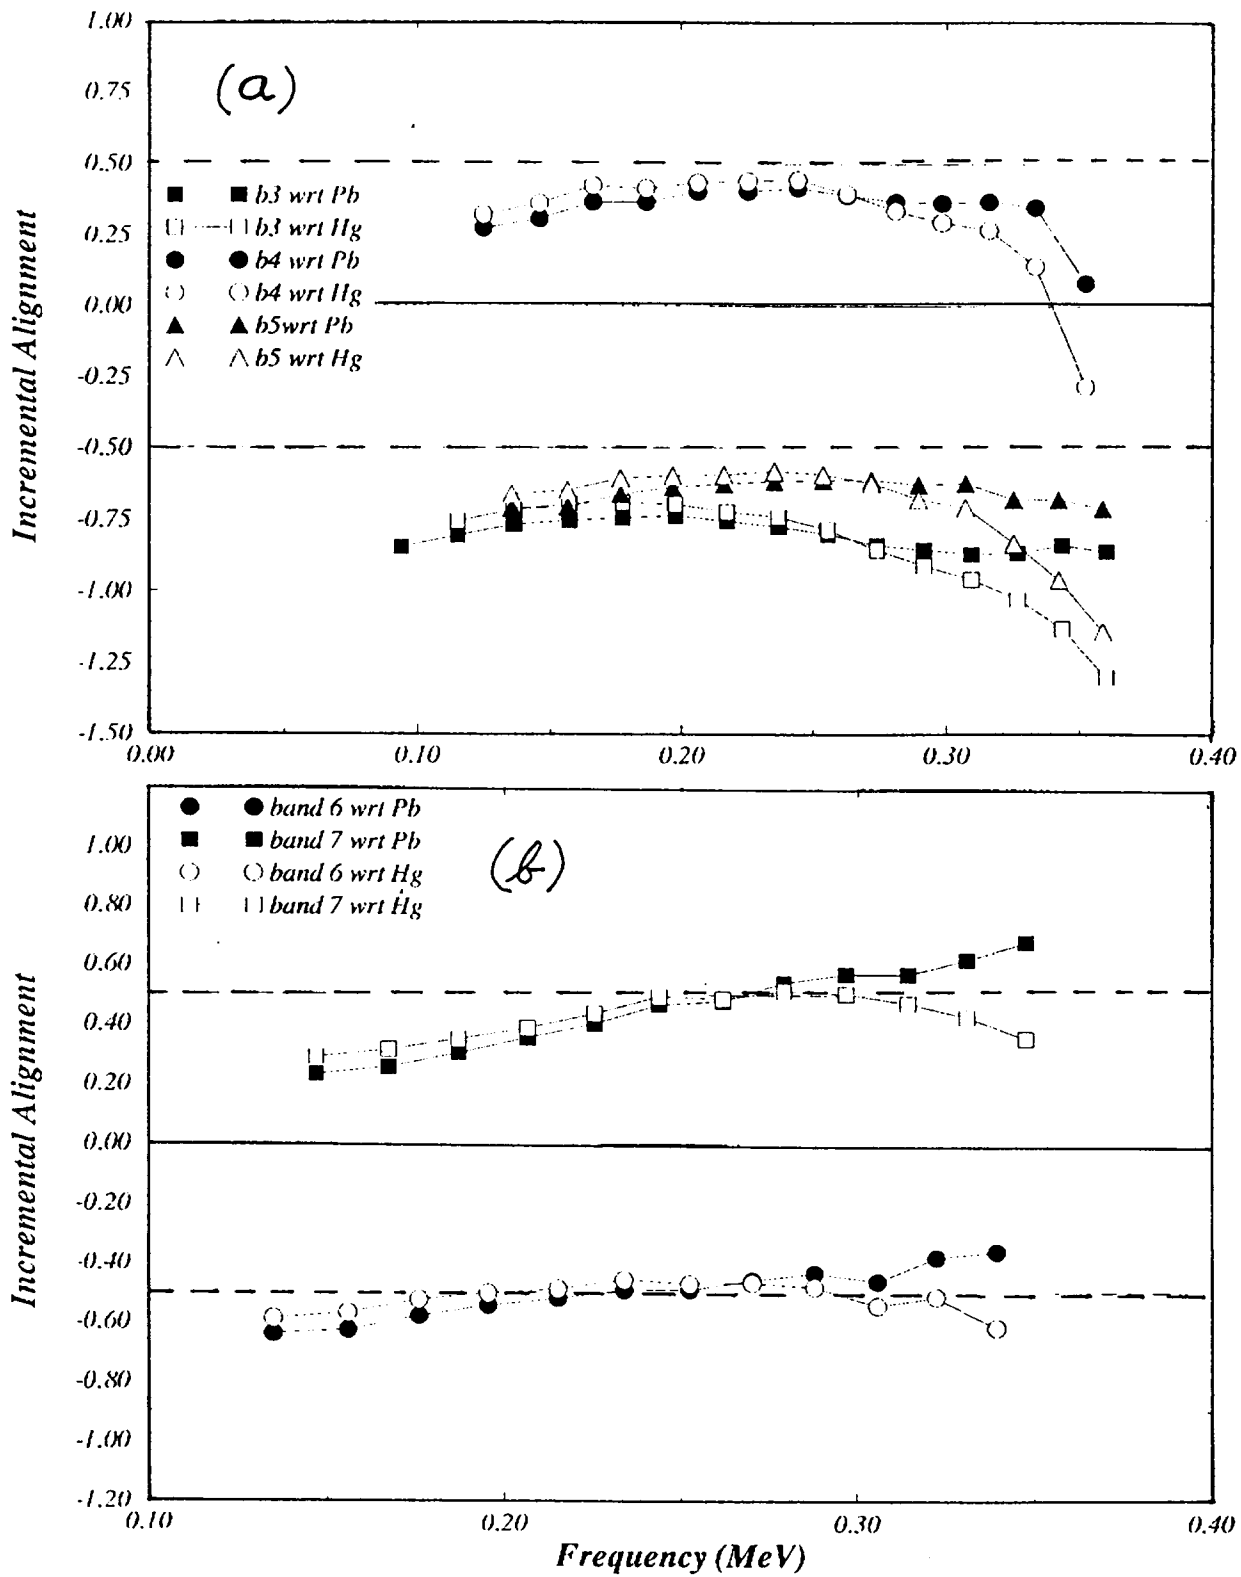 1.00
(a)
0.75
0.50
b3 wrt Pb
b3 wrt Hg
0.25
b4 wrt Pb
b4 wrt Hg
0.00
b5wrt Pb
b5 wrt Hg
-0.25
-0.50
-0.75
-1.00
-1.25
-1.50
Incremental Alignment
0.00 0.10 0.20 0.30 0.40
band 6 wrt Pb
band 7 wrt Pb
band 6 wrt Hg
band 7 wrt Hg
(b)
1.00
0.80
0.60
0.40
0.20
0.00
-0.20
-0.40
-0.60
-0.80
-1.00
-1.20
Incremental Alignment
0.10 0.20 0.30 0.40
Frequency (MeV)